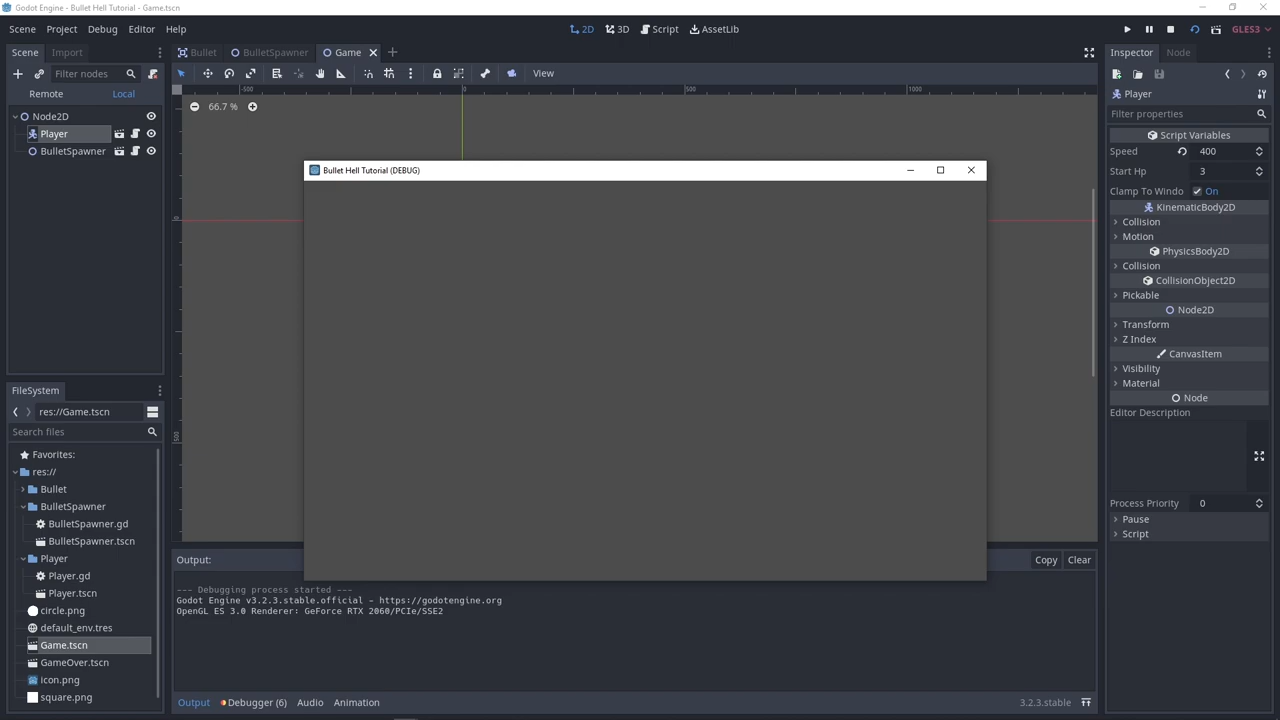 Godot Engine - Bullet Hell Tutorial - Game.tscn
Scene Project Debug Editor Help
2D 3D Script AssetLib
GLES3
Scene Import
Bullet BulletSpawner Game
Inspector Node
Filter nodes
View
Remote Local
Player
-500 0 500 1000
66.7 %
Filter properties
Node2D
Player
BulletSpawner
Script Variables
Speed 400
Start Hp 3
Clamp To Windo On
Bullet Hell Tutorial (DEBUG)
KinematicBody2D
Collision
Motion
PhysicsBody2D
Collision
CollisionObject2D
Pickable
Node2D
Transform
Z Index
CanvasItem
Visibility
Material
Node
Editor Description
Process Priority 0
Pause
Script
0
500
FileSystem
res://Game.tscn
Search files
Favorites:
res://
Bullet
BulletSpawner
BulletSpawner.gd
BulletSpawner.tscn
Player
Player.gd
Player.tscn
circle.png
default_env.tres
Game.tscn
GameOver.tscn
icon.png
square.png
Output:
Copy Clear
--- Debugging process started ---
Godot Engine v3.2.3.stable.official - https://godotengine.org
OpenGL ES 3.0 Renderer: GeForce RTX 2060/PCIe/SSE2
Output Debugger (6) Audio Animation
3.2.3.stable